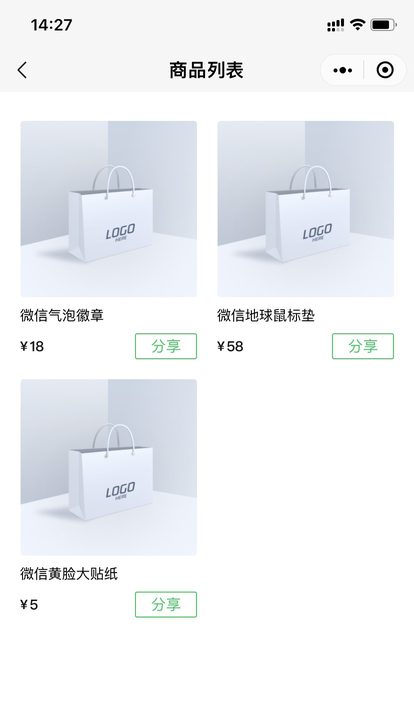 14:27
商品列表
LOGO
HERE
LOGO
HERE
微信气泡徽章
微信地球鼠标垫
¥18
分享
¥58
分享
LOGO
HERE
微信黄脸大贴纸
¥5
分享